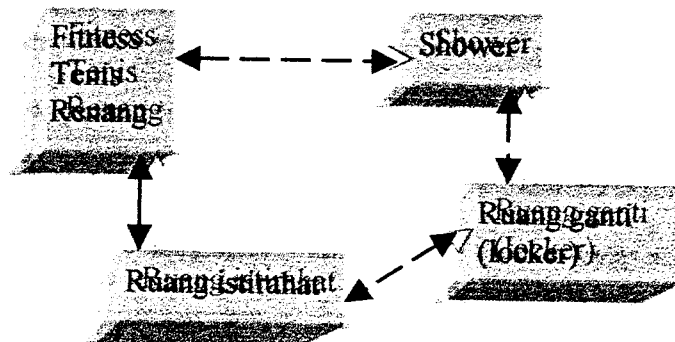 Fitness
Tenis
Renang
Shower
Ruang ganti
(locker)
Ruang istirahat